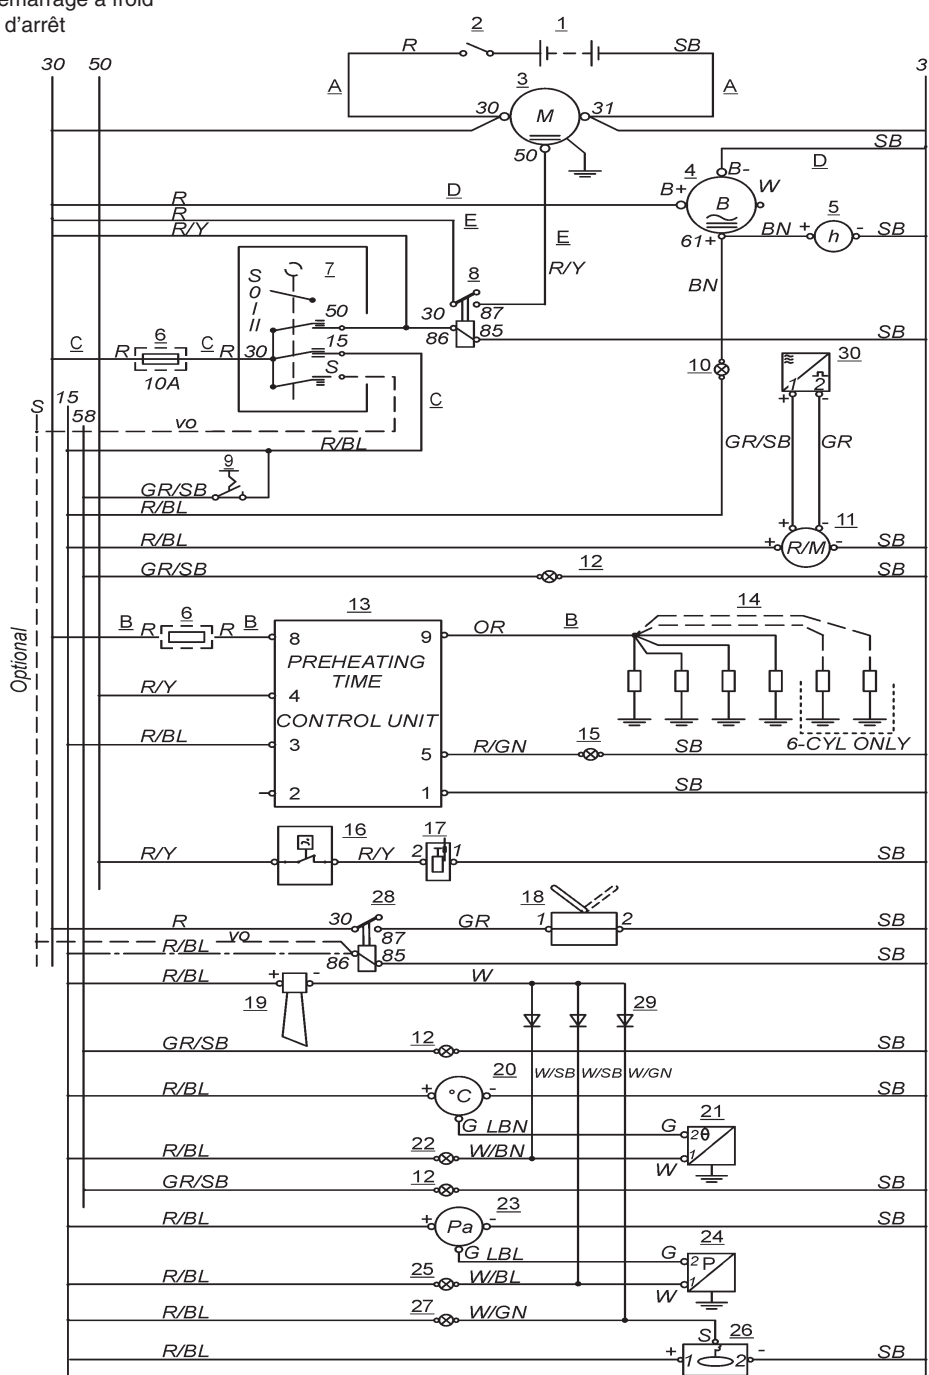 émarrage à froid
d'arrêt
2 1
R SB
30 50 3
A 3 A
30 M 31
50
SB
4 B- D
R D B+ B W
R E 5
R/Y 61+ BN + h - SB
E
7 R/Y
S 8 BN
0
I 50 30 87
II 86 85 SB
6 15
C R C R 30 10 30
10A S 1 2
+ -
S 15 C
58
vo
R/BL GR/SB GR
9
GR/SB
R/BL
+ - 11
R/BL + R/M - SB
GR/SB 12 SB
13
Optional
B 6 B 14
R R 8 9 OR B
PREHEATING
TIME
R/Y 4
CONTROL UNIT
R/BL 3 15 6-CYL ONLY
5 R/GN SB
2 1 SB
16 17
R/Y R/Y 2 1 SB
28 18
R 30 GR 1 2 SB
vo 87
R/BL 86 85 SB
R/BL + - W
19 29
GR/SB 12 SB
20 W/SB W/SB W/GN
R/BL + °C - SB
G LBN G 2 θ 21
R/BL 22 W/BN 1
W
GR/SB 12 SB
23
R/BL + Pa - SB
G LBL G 2 P 24
R/BL 25 W/BL 1
W
R/BL 27 W/GN
S 26
R/BL + 1 2 - SB